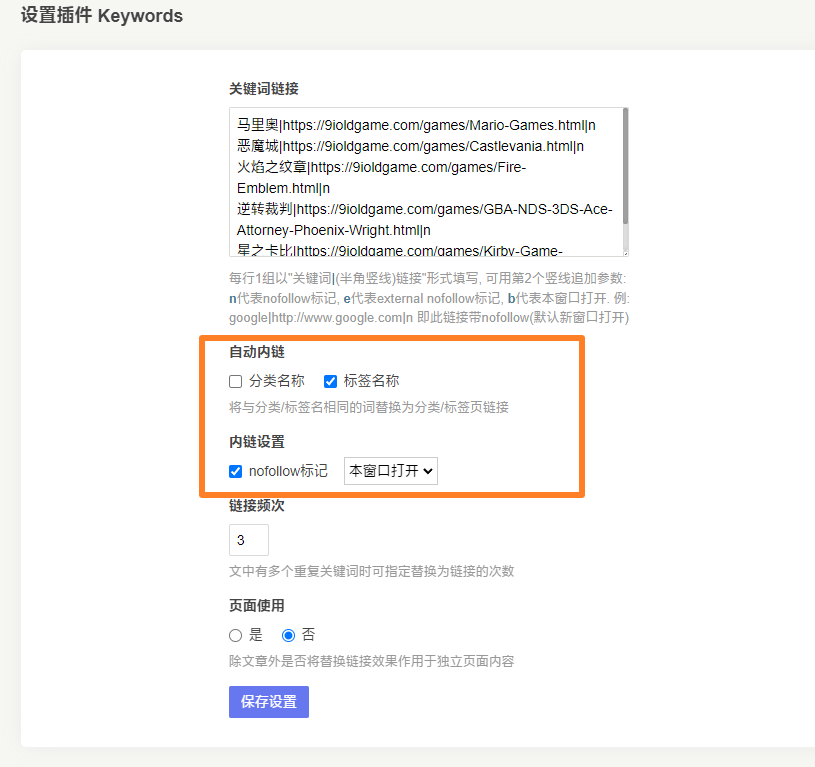 设置插件 Keywords
关键词链接
马里奥|https://9ioldgame.com/games/Mario-Games.html|n
恶魔城|https://9ioldgame.com/games/Castlevania.html|n
火焰之纹章|https://9ioldgame.com/games/Fire-
Emblem.html|n
逆转裁判|https://9ioldgame.com/games/GBA-NDS-3DS-Ace-
Attorney-Phoenix-Wright.html|n
星之卡比|https://9ioldgame.com/games/Kirby-Game-
每行1组以"关键词|(半角竖线)链接"形式填写, 可用第2个竖线追加参数:
n代表nofollow标记, e代表external nofollow标记, b代表本窗口打开. 例:
google|http://www.google.com|n 即此链接带nofollow(默认新窗口打开)
自动内链
分类名称 标签名称
将与分类/标签名相同的词替换为分类/标签页链接
内链设置
nofollow标记 本窗口打开
链接频次
3
文中有多个重复关键词时可指定替换为链接的次数
页面使用
是 否
除文章外是否将替换链接效果作用于独立页面内容
保存设置